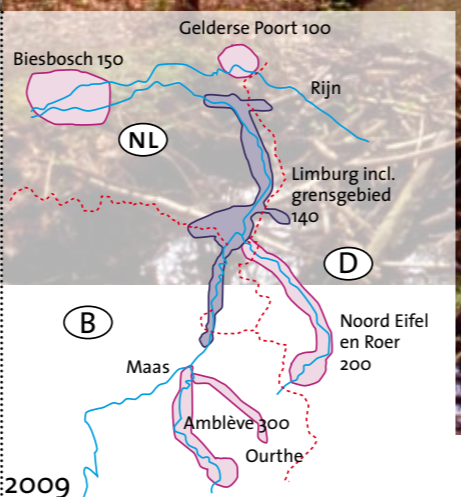 Gelderse Poort 100
Biesbosch 150
Rijn
NL
Limburg incl.
grensgebied
140
D
B
Noord Eifel
en Roer
200
Maas
Amblève 300
Ourthe
2009